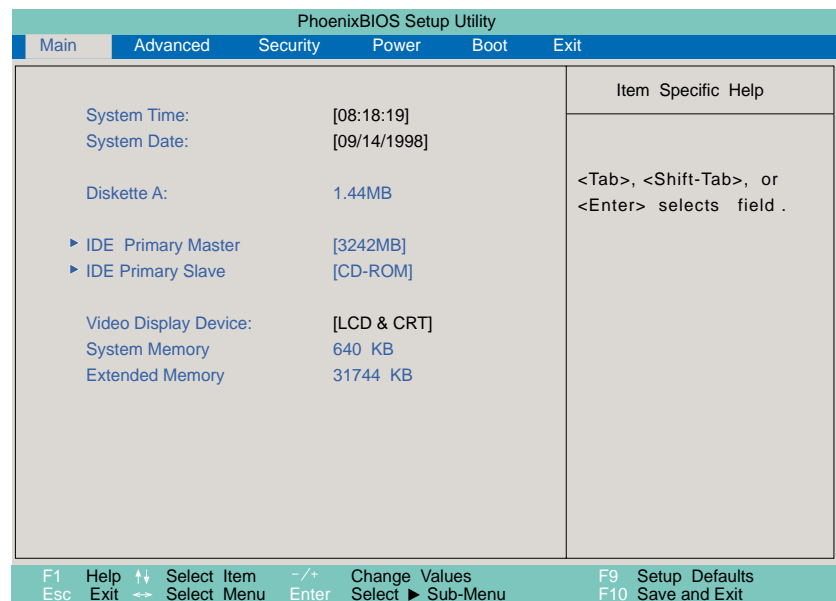 PhoenixBIOS Setup Utility
Main Advanced Security Power Boot Exit
Item Specific Help
System Time: [08:18:19]
System Date: [09/14/1998]
<Tab>, <Shift-Tab>, or
<Enter> selects field .
Diskette A: 1.44MB
IDE Primary Master [3242MB]
IDE Primary Slave [CD-ROM]
Video Display Device: [LCD & CRT]
System Memory 640 KB
Extended Memory 31744 KB
F1 Help ↑↓ Select Item -/+ Change Values F9 Setup Defaults
Esc Exit ↔ Select Menu Enter Select ▶ Sub-Menu F10 Save and Exit